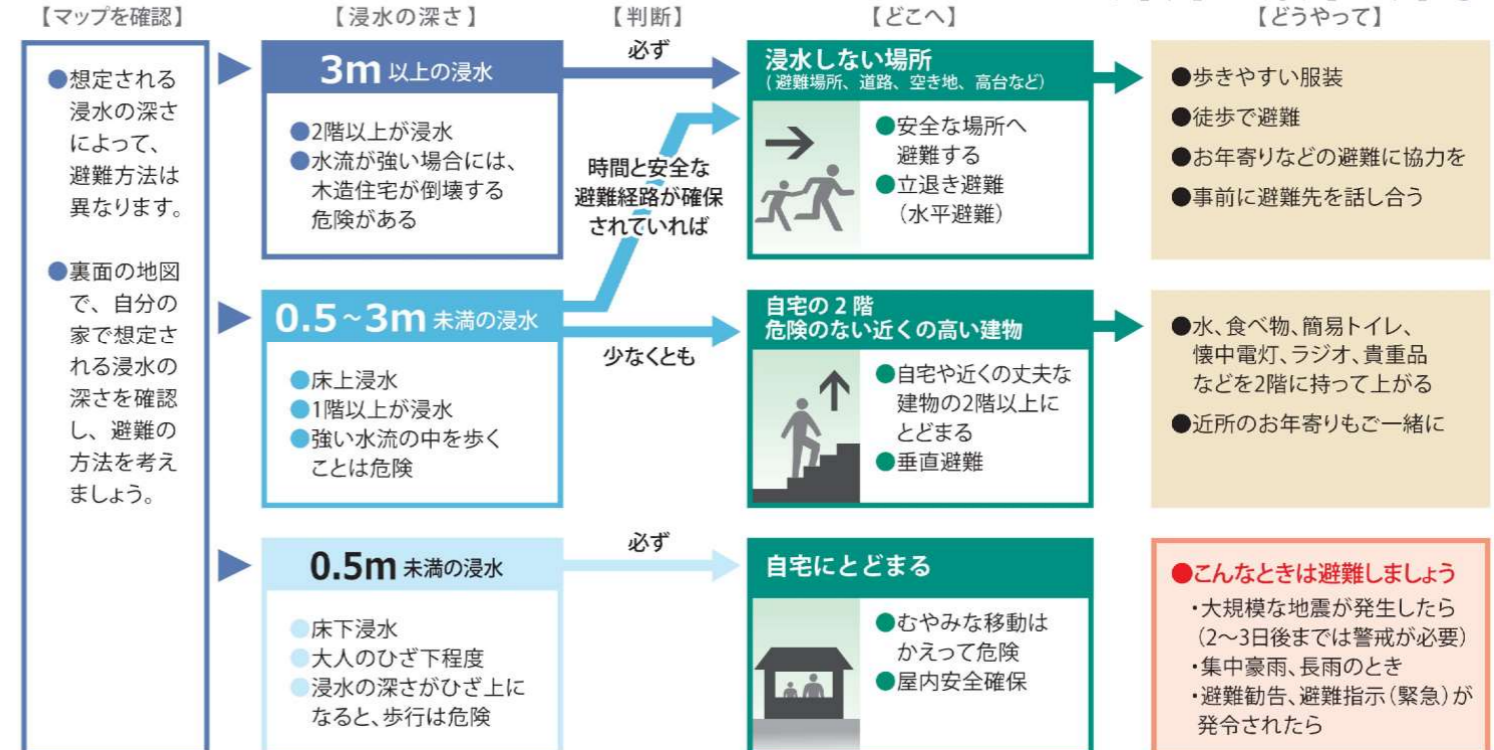 【マップを確認】
【浸水の深さ】
【判断】
【どこへ】
【どうやって】
●想定される
浸水の深さ
によって、
避難方法は
異なります。
●裏面の地図
で、自分の
家で想定さ
れる浸水の
深さを確認
し、避難の
方法を考え
ましょう。
3m 以上の浸水
●2階以上が浸水
●水流が強い場合には、
木造住宅が倒壊する
危険がある
必ず
浸水しない場所
(避難場所、道路、空き地、高台など)
●安全な場所へ
避難する
●立退き避難
(水平避難)
●歩きやすい服装
●徒歩で避難
●お年寄りなどの避難に協力を
●事前に避難先を話し合う
時間と安全な
避難経路が確保
されていれば
0.5~3m 未満の浸水
●床上浸水
●1階以上が浸水
●強い水流の中を歩く
ことは危険
少なくとも
自宅の2階
危険のない近くの高い建物
●自宅や近くの丈夫な
建物の2階以上に
とどまる
●垂直避難
●水、食べ物、簡易トイレ、
懐中電灯、ラジオ、貴重品
などを2階に持って上がる
●近所のお年寄りもご一緒に
0.5m 未満の浸水
●床下浸水
●大人のひざ下程度
●浸水の深さがひざ上に
なると、歩行は危険
必ず
自宅にとどまる
●むやみな移動は
かえって危険
●屋内安全確保
●こんなときは避難しましょう
・大規模な地震が発生したら
(2~3日後までは警戒が必要)
・集中豪雨、長雨のとき
・避難勧告、避難指示(緊急)が
発令されたら